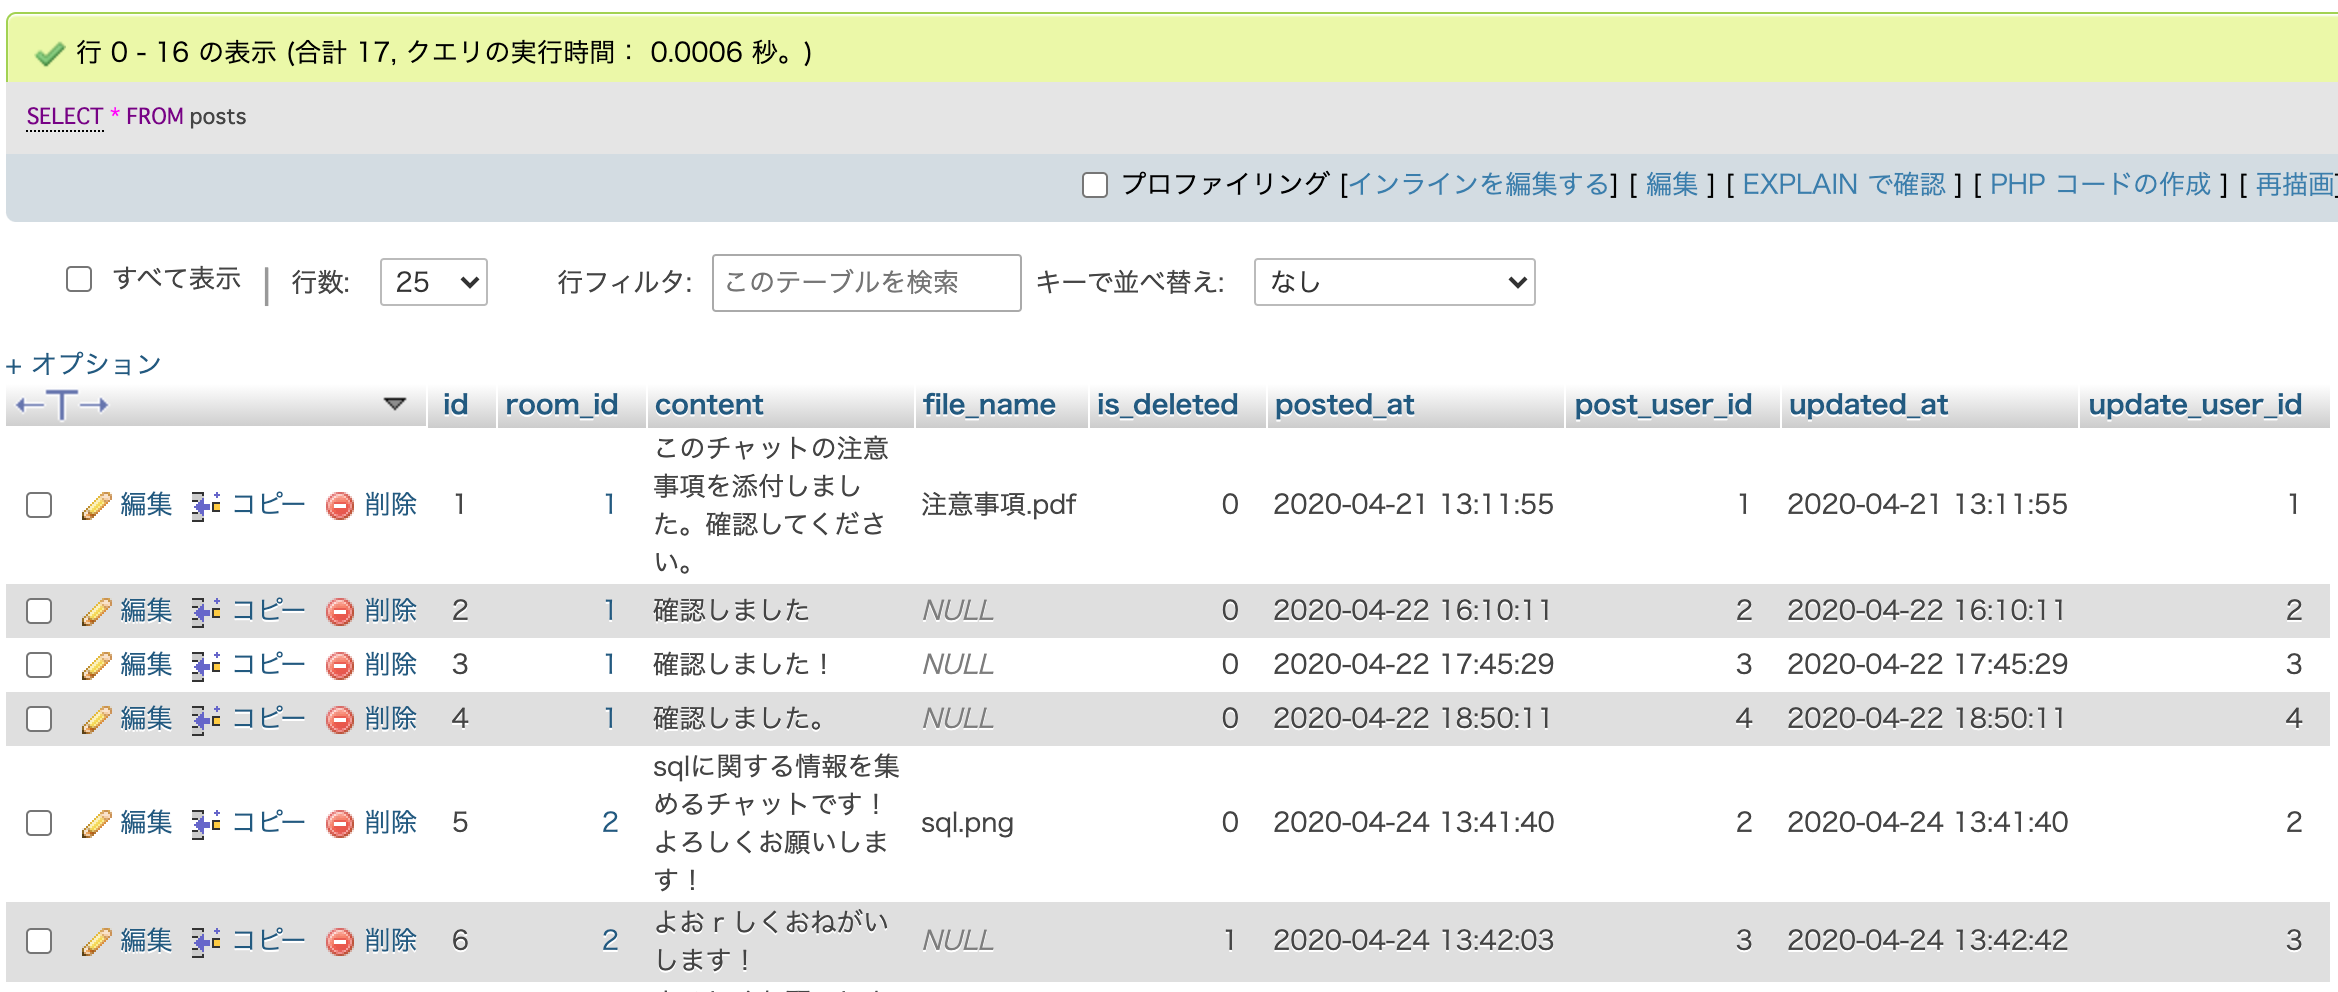 行 0 - 16 の表示 (合計 17, クエリの実行時間： 0.0006 秒。)
SELECT * FROM posts
プロファイリング [インラインを編集する] [ 編集 ] [ EXPLAIN で確認 ] [ PHP コードの作成 ] [ 再描画]
すべて表示 | 行数: 25 行フィルタ: このテーブルを検索 キーで並べ替え: なし
+ オプション
←T→ id room_id content file_name is_deleted posted_at post_user_id updated_at update_user_id
このチャットの注意
事項を添付しまし
編集 コピー 削除 1 1 注意事項.pdf 0 2020-04-21 13:11:55 1 2020-04-21 13:11:55 1
た。確認してくださ
い。
編集 コピー 削除 2 1 確認しました NULL 0 2020-04-22 16:10:11 2 2020-04-22 16:10:11 2
編集 コピー 削除 3 1 確認しました！ NULL 0 2020-04-22 17:45:29 3 2020-04-22 17:45:29 3
編集 コピー 削除 4 1 確認しました。 NULL 0 2020-04-22 18:50:11 4 2020-04-22 18:50:11 4
sqlに関する情報を集
めるチャットです！
編集 コピー 削除 5 2 sql.png 0 2020-04-24 13:41:40 2 2020-04-24 13:41:40 2
よろしくお願いしま
す！
よおｒしくおねがい
編集 コピー 削除 6 2 NULL 1 2020-04-24 13:42:03 3 2020-04-24 13:42:42 3
します！